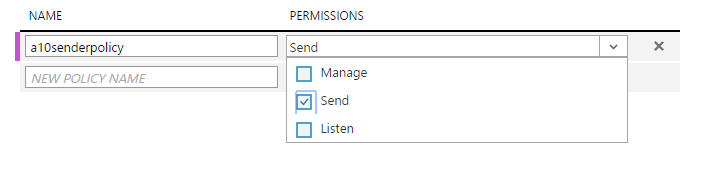 NAME PERMISSIONS
a10senderpolicy Send
NEW POLICY NAME Manage
Send
Listen